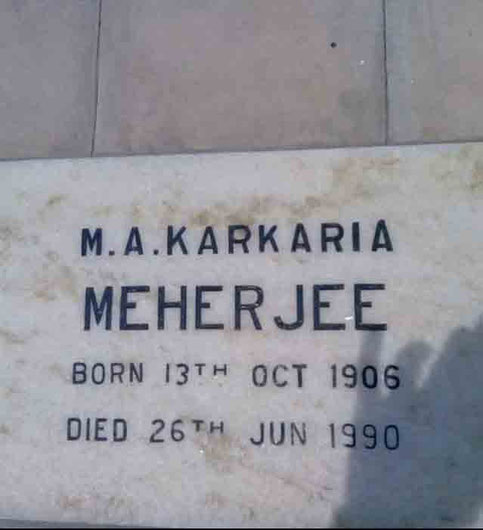 M.A.KARKARIA
MEHERJEE
BORN 13TH OCT 1906
DIED 26TH JUN 1990